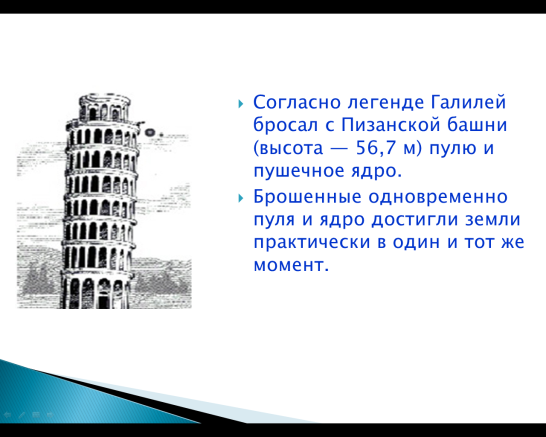 Согласно легенде Галилей
бросал с Пизанской башни
(высота — 56,7 м) пулю и
пушечное ядро.
Брошенные одновременно
пуля и ядро достигли земли
практически в один и тот же
момент.